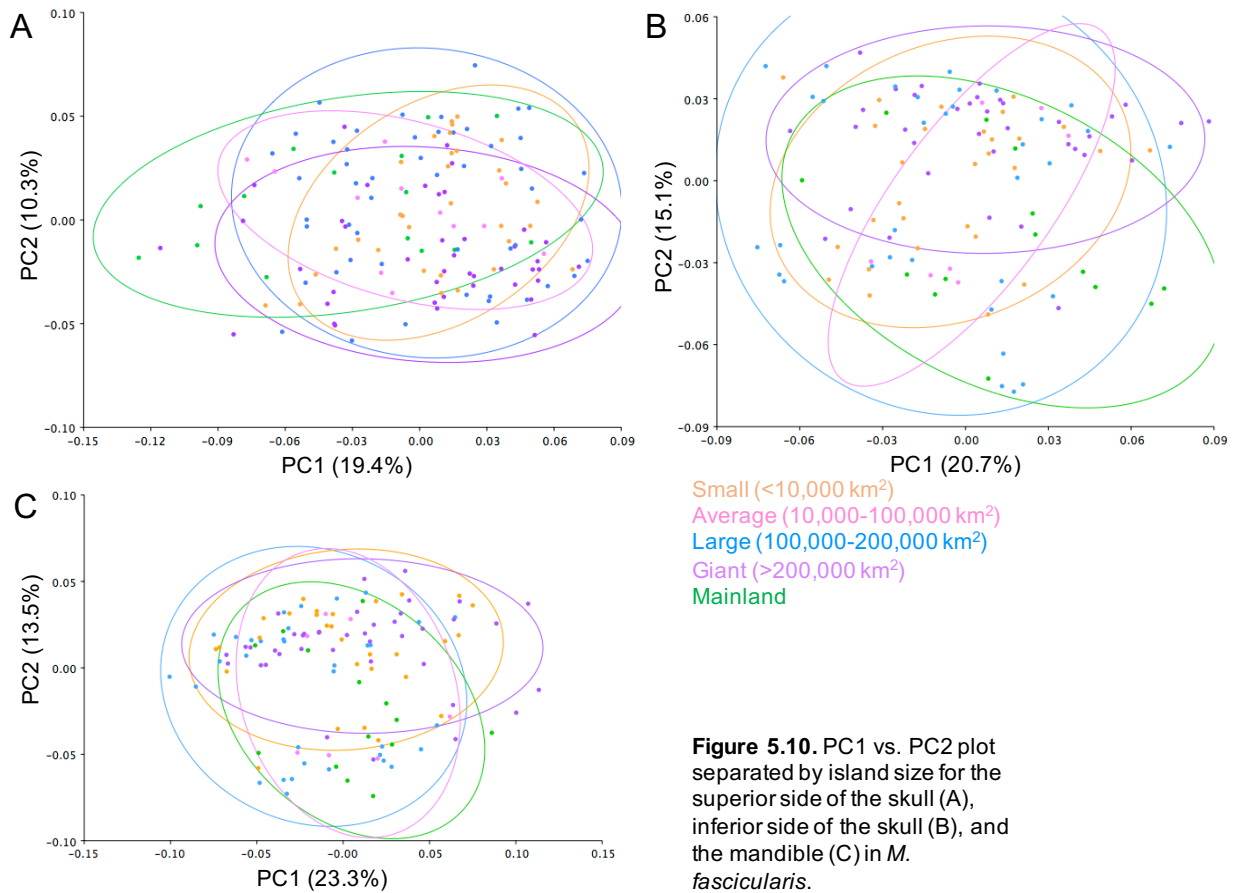 A
0.10
0.05
0.00
−0.05
−0.10
PC2 (10.3%)
−0.15 −0.12 −0.09 −0.06 −0.03 0.00 0.03 0.06 0.09
PC1 (19.4%)
B
0.06
0.03
0.00
−0.03
−0.06
−0.09
PC2 (15.1%)
−0.09 −0.06 −0.03 0.00 0.03 0.06 0.09
PC1 (20.7%)
C
0.10
0.05
0.00
−0.05
−0.10
PC2 (13.5%)
−0.15 −0.10 −0.05 −0.00 0.05 0.10 0.15
PC1 (23.3%)
Small (<10,000 km²)
Average (10,000-100,000 km²)
Large (100,000-200,000 km²)
Giant (>200,000 km²)
Mainland
Figure 5.10. PC1 vs. PC2 plot
separated by island size for the
superior side of the skull (A),
inferior side of the skull (B), and
the mandible (C) in M.
fascicularis.